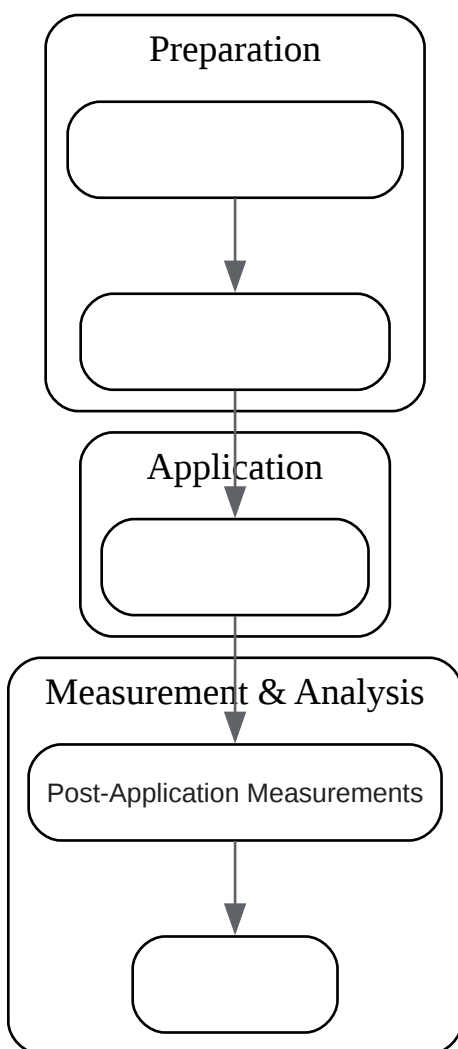 Preparation
Application
Measurement & Analysis
Post-Application Measurements